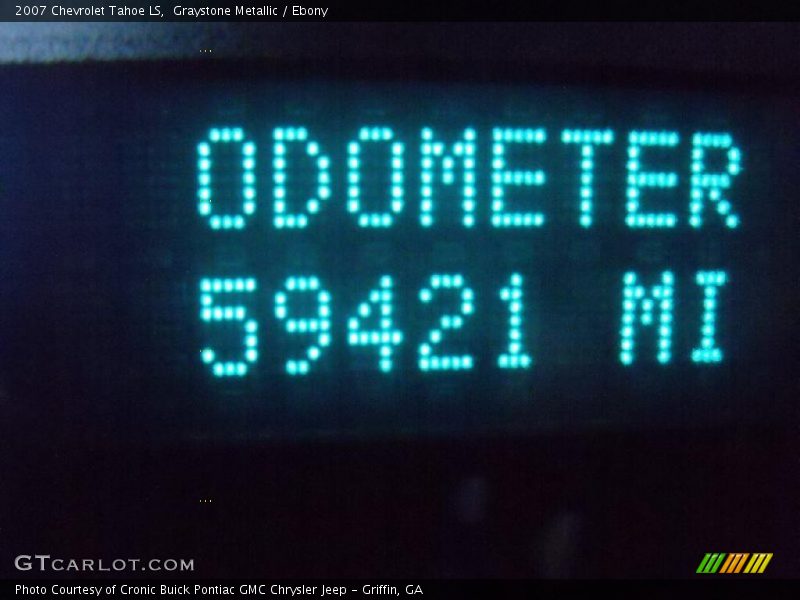 2007 Chevrolet Tahoe LS,  Graystone Metallic / Ebony
ODOMETER
59421 MI
GTCARLOT.COM
Photo Courtesy of Cronic Buick Pontiac GMC Chrysler Jeep - Griffin, GA